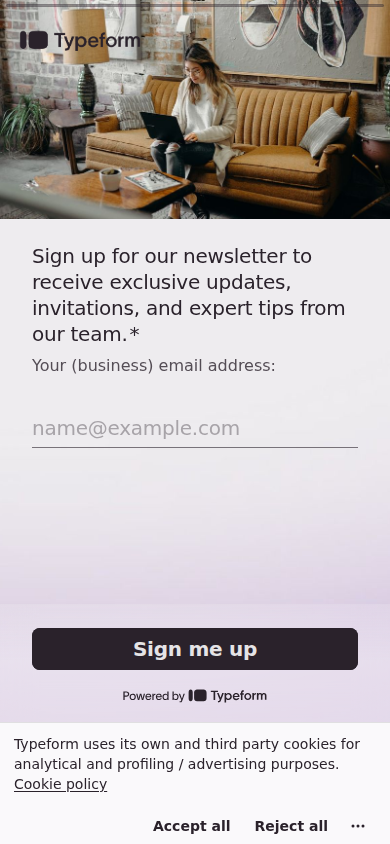 Typeform
Sign up for our newsletter to
receive exclusive updates,
invitations, and expert tips from
our team.*
Your (business) email address:
name@example.com
Sign me up
Powered by Typeform
Typeform uses its own and third party cookies for
analytical and profiling / advertising purposes.
Cookie policy
Accept all Reject all ···